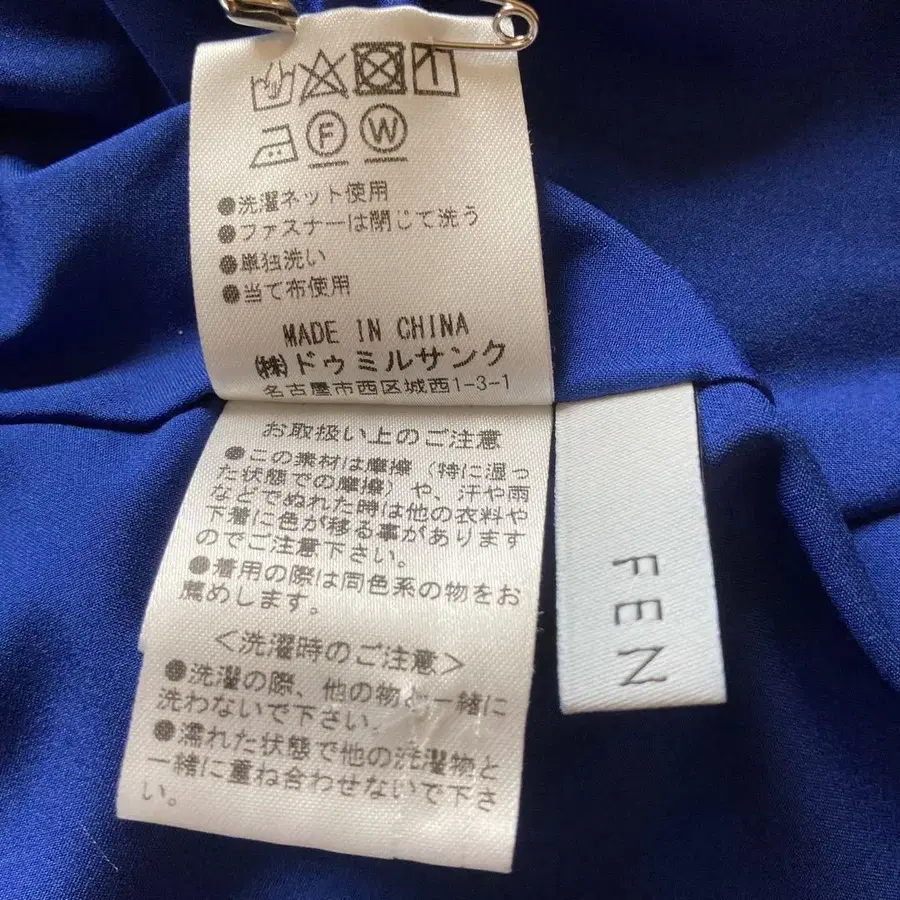 F W
●洗濯ネット使用
●ファスナーは閉じて洗う
●単独洗い
●当て布使用
MADE IN CHINA
㈱ドゥミルサンク
名古屋市西区城西1-3-1
お取扱い上のご注意
●この素材は摩擦（特に湿っ
た状態での摩擦）や、汗や雨
などでぬれた時は他の衣料や
下着に色が移る事があります
のでご注意下さい。
●着用の際は同色系の物をお
薦めします。
＜洗濯時のご注意＞
●洗濯の際、他の物と一緒に
洗わないで下さい。
●濡れた状態で他の洗濯物と
一緒に重ね合わせないで下さ
い。
FEN